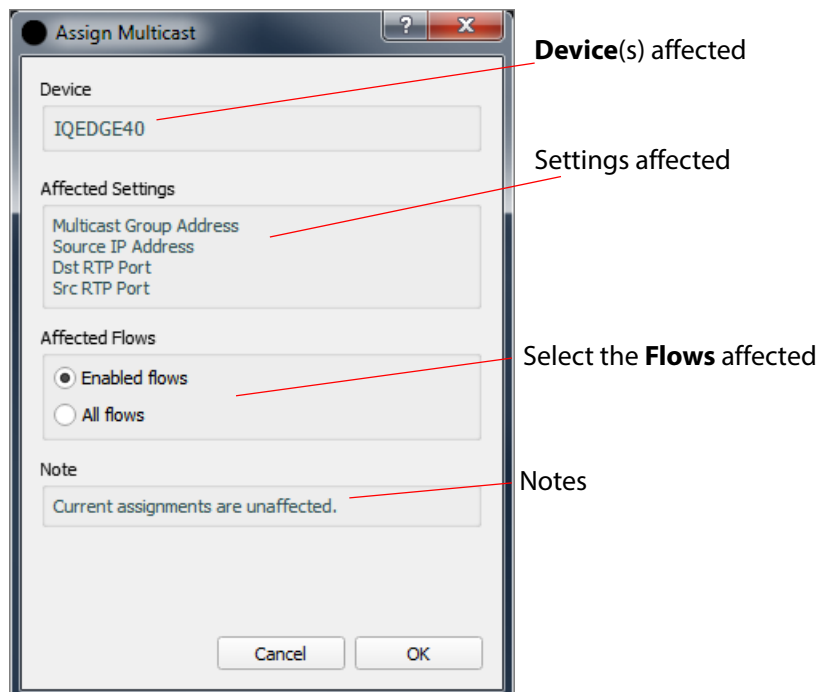 Assign Multicast
?
X
Device(s) affected
Device
IQEDGE40
Settings affected
Affected Settings
Multicast Group Address
Source IP Address
Dst RTP Port
Src RTP Port
Affected Flows
Enabled flows
All flows
Select the Flows affected
Note
Notes
Current assignments are unaffected.
Cancel
OK